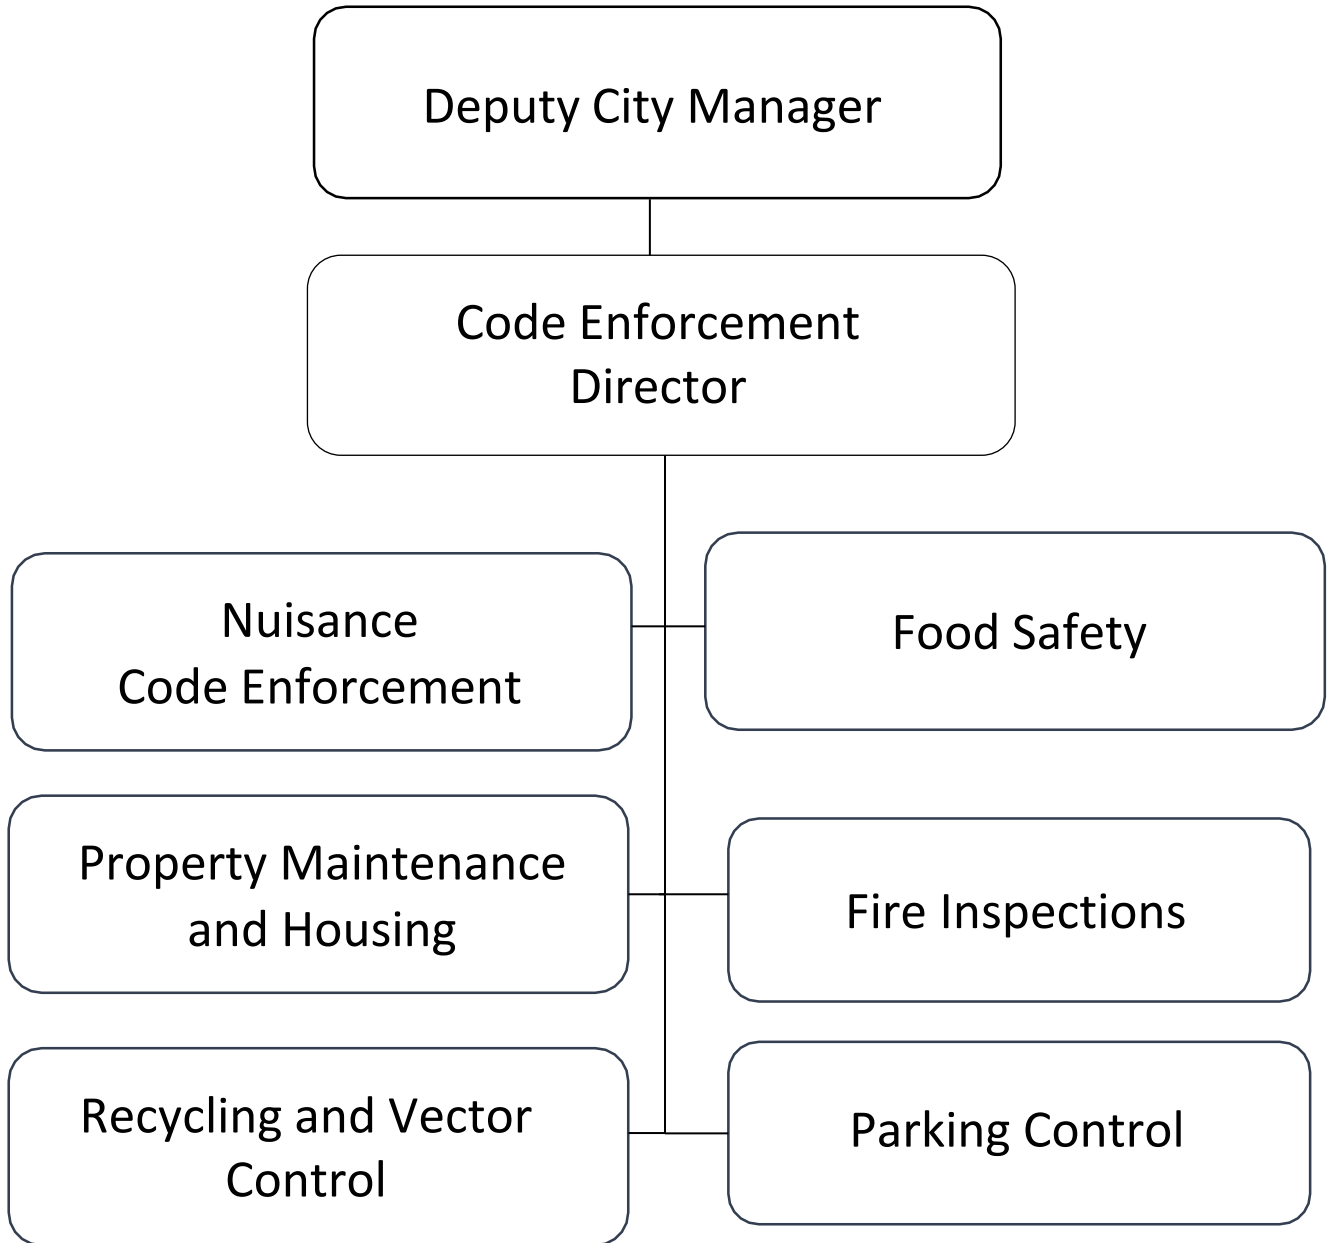 Deputy City Manager
Code Enforcement
Director
Nuisance
Code Enforcement
Food Safety
Property Maintenance
and Housing
Fire Inspections
Recycling and Vector
Control
Parking Control